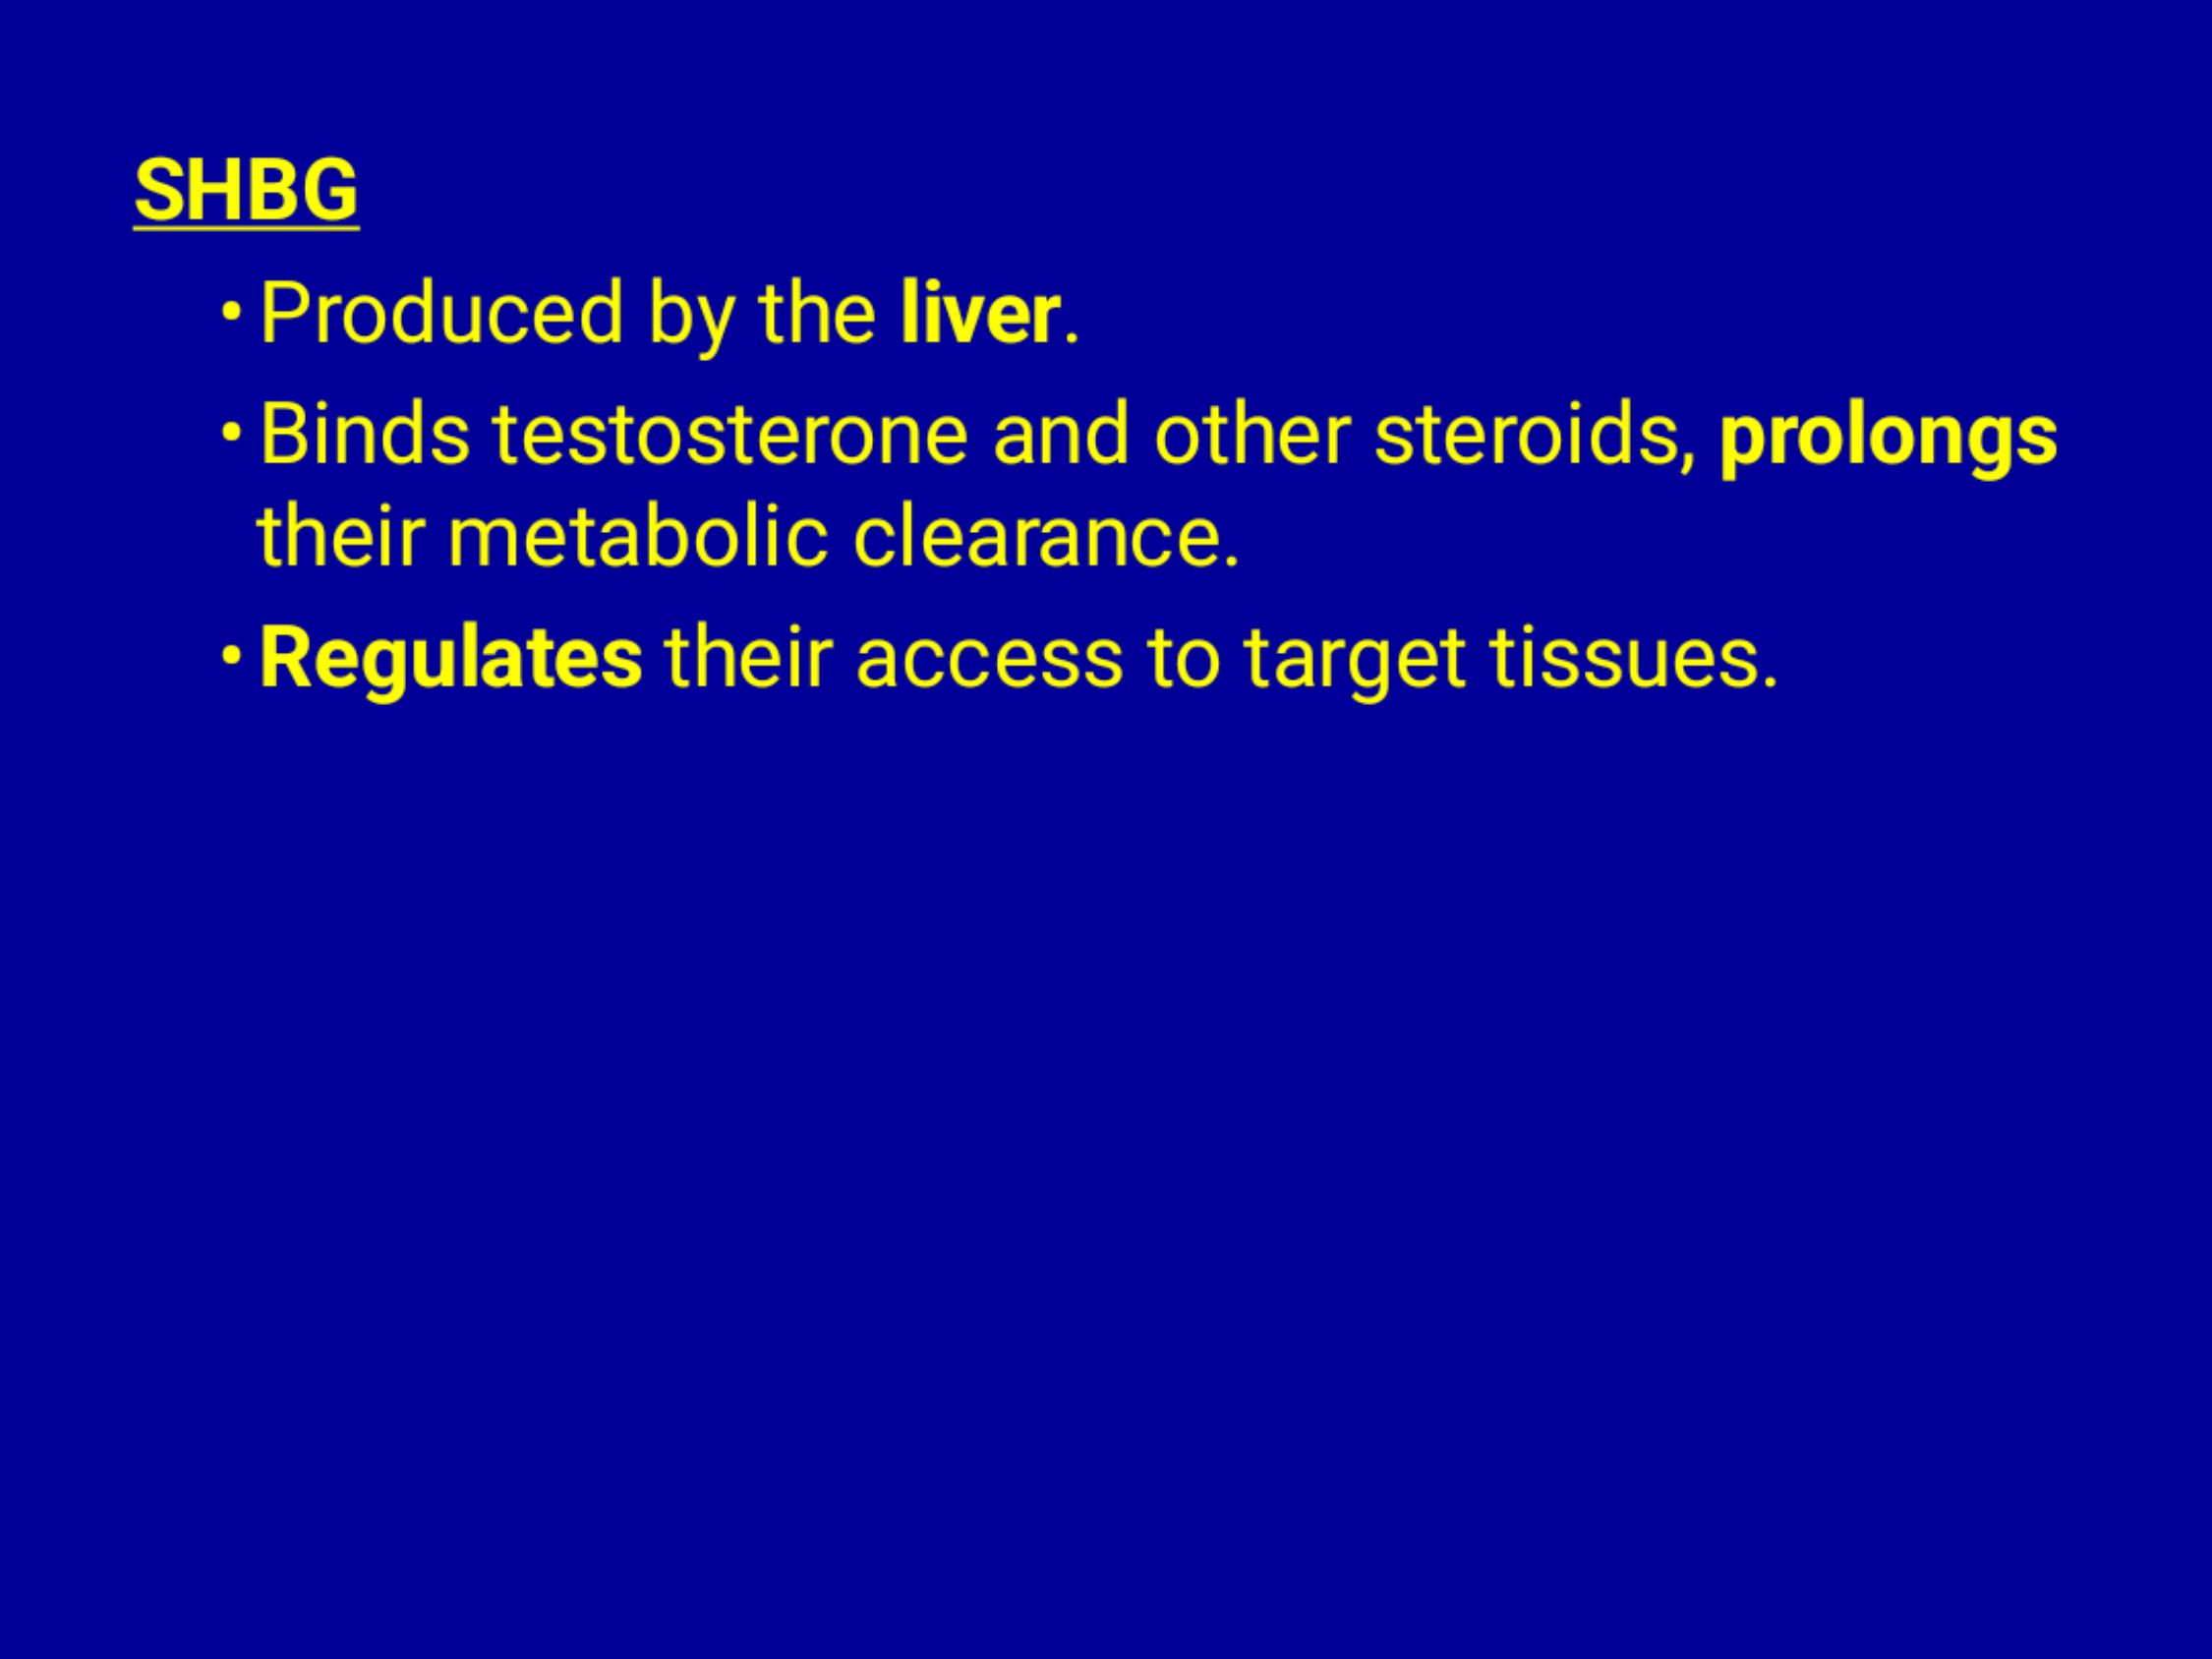 SHBG
• Produced by the liver.
• Binds testosterone and other steroids, prolongs
their metabolic clearance.
• Regulates their access to target tissues.